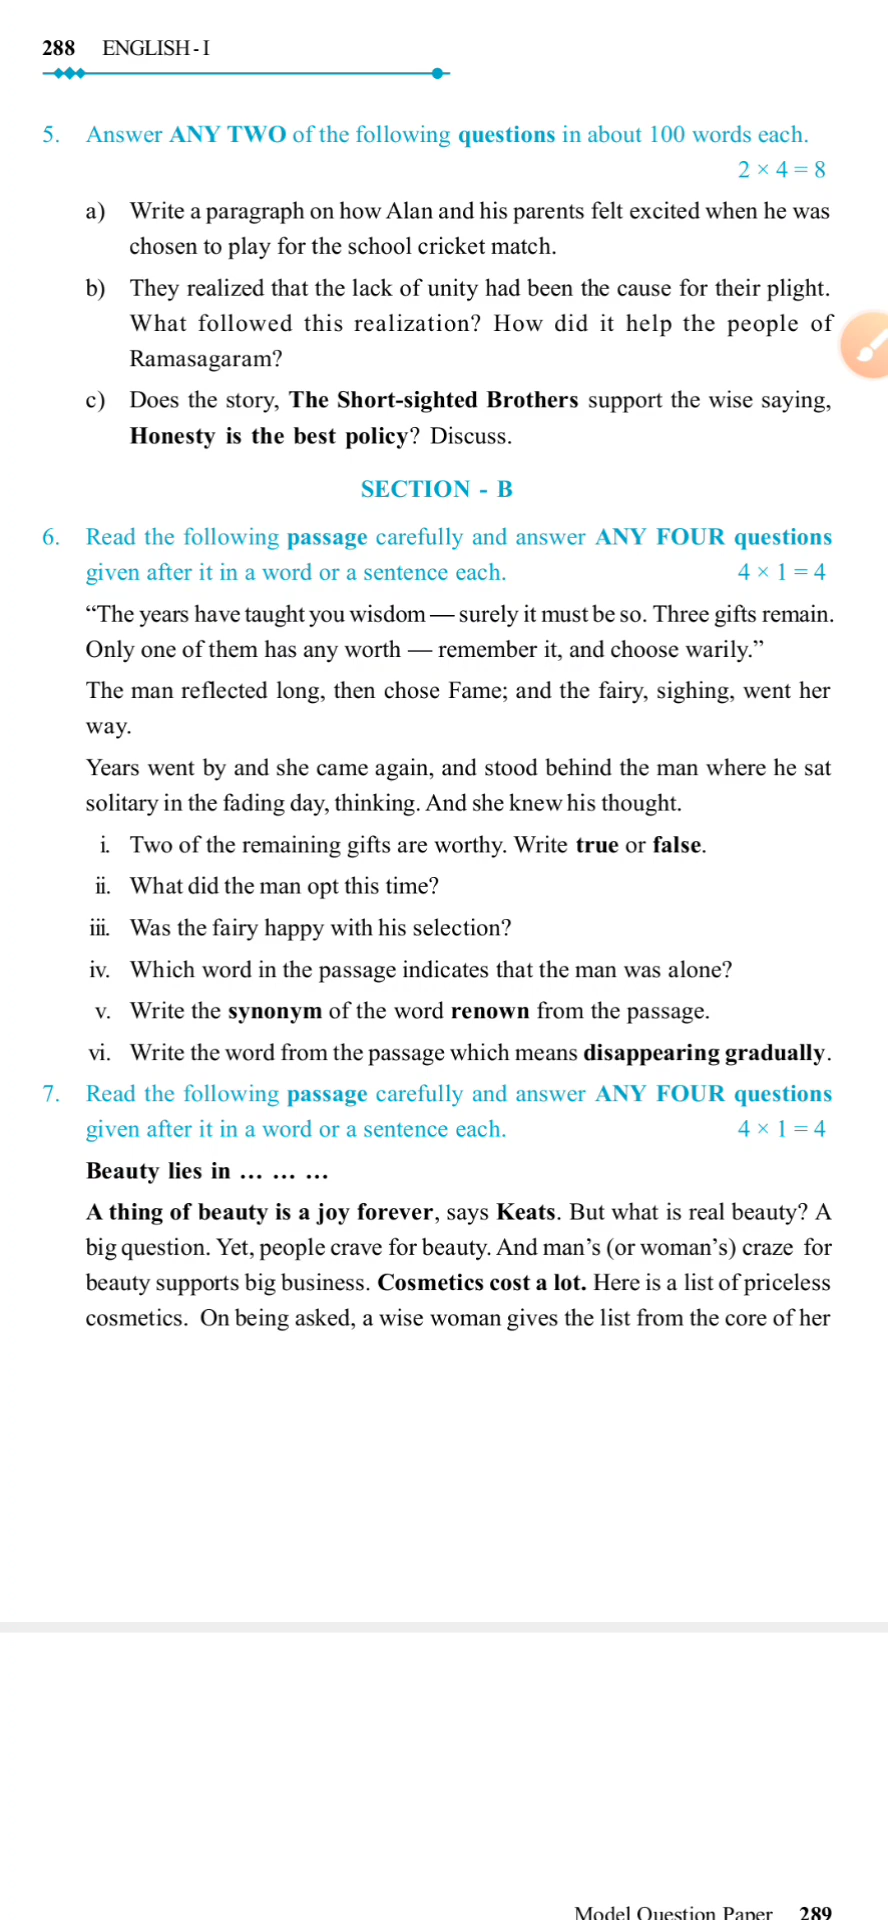 288 ENGLISH - I
5. Answer ANY TWO of the following questions in about 100 words each.
2 × 4 = 8
a) Write a paragraph on how Alan and his parents felt excited when he was
chosen to play for the school cricket match.
b) They realized that the lack of unity had been the cause for their plight.
What followed this realization? How did it help the people of
Ramasagaram?
c) Does the story, The Short-sighted Brothers support the wise saying,
Honesty is the best policy? Discuss.
SECTION - B
6. Read the following passage carefully and answer ANY FOUR questions
given after it in a word or a sentence each. 4 × 1 = 4
“The years have taught you wisdom — surely it must be so. Three gifts remain.
Only one of them has any worth — remember it, and choose warily.”
The man reflected long, then chose Fame; and the fairy, sighing, went her
way.
Years went by and she came again, and stood behind the man where he sat
solitary in the fading day, thinking. And she knew his thought.
i. Two of the remaining gifts are worthy. Write true or false.
ii. What did the man opt this time?
iii. Was the fairy happy with his selection?
iv. Which word in the passage indicates that the man was alone?
v. Write the synonym of the word renown from the passage.
vi. Write the word from the passage which means disappearing gradually.
7. Read the following passage carefully and answer ANY FOUR questions
given after it in a word or a sentence each. 4 × 1 = 4
Beauty lies in ... ... ...
A thing of beauty is a joy forever, says Keats. But what is real beauty? A
big question. Yet, people crave for beauty. And man’s (or woman’s) craze for
beauty supports big business. Cosmetics cost a lot. Here is a list of priceless
cosmetics. On being asked, a wise woman gives the list from the core of her
Model Question Paper 289